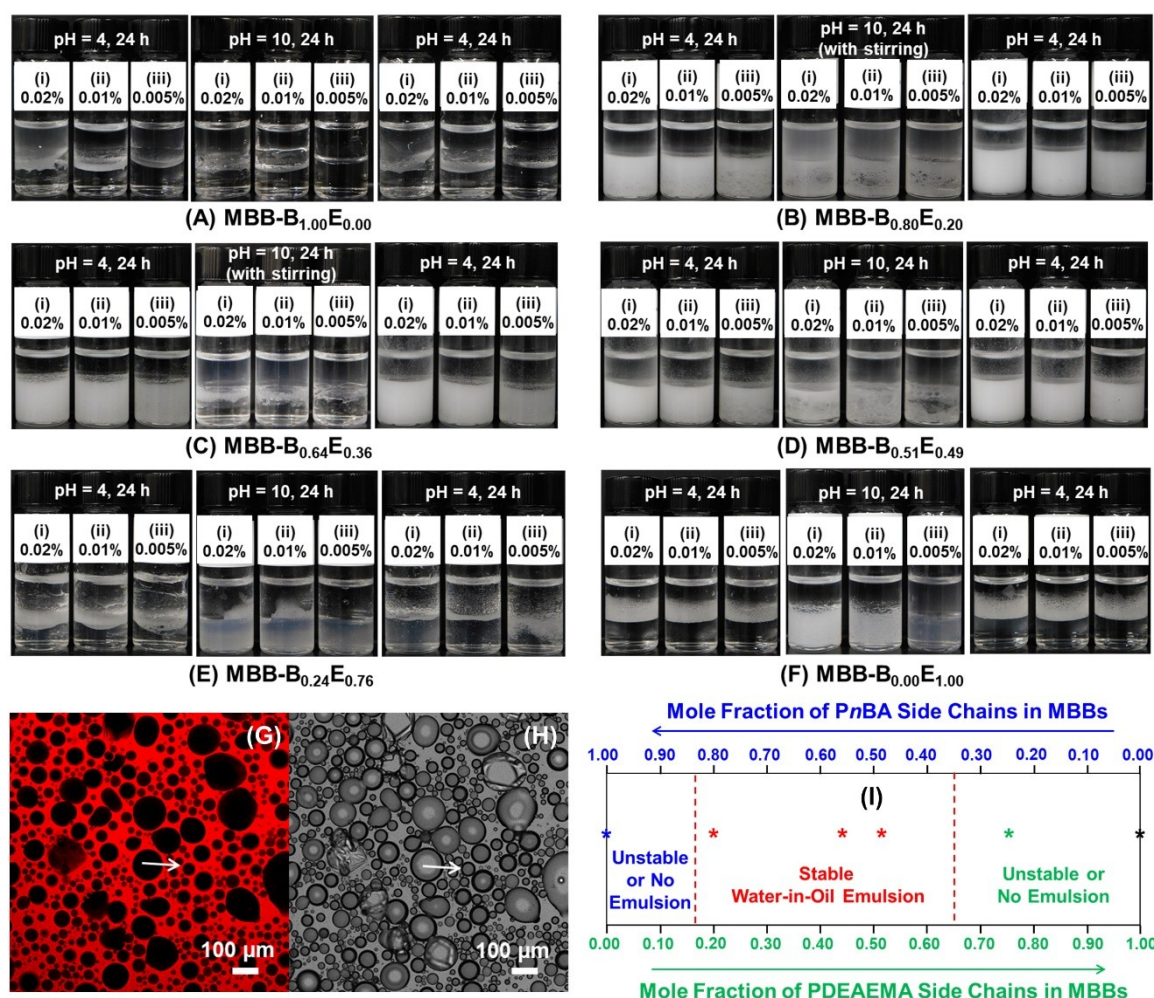 pH = 4, 24 h
pH = 10, 24 h
pH = 4, 24 h
(i) 0.02%
(ii) 0.01%
(iii) 0.005%
(i) 0.02%
(ii) 0.01%
(iii) 0.005%
(i) 0.02%
(ii) 0.01%
(iii) 0.005%
(A) MBB-B1.00E0.00
pH = 4, 24 h
pH = 10, 24 h
(with stirring)
pH = 4, 24 h
(i) 0.02%
(ii) 0.01%
(iii) 0.005%
(i) 0.02%
(ii) 0.01%
(iii) 0.005%
(i) 0.02%
(ii) 0.01%
(iii) 0.005%
(B) MBB-B0.80E0.20
pH = 4, 24 h
pH = 10, 24 h
(with stirring)
pH = 4, 24 h
(i) 0.02%
(ii) 0.01%
(iii) 0.005%
(i) 0.02%
(ii) 0.01%
(iii) 0.005%
(i) 0.02%
(ii) 0.01%
(iii) 0.005%
(C) MBB-B0.64E0.36
pH = 4, 24 h
pH = 10, 24 h
pH = 4, 24 h
(i) 0.02%
(ii) 0.01%
(iii) 0.005%
(i) 0.02%
(ii) 0.01%
(iii) 0.005%
(i) 0.02%
(ii) 0.01%
(iii) 0.005%
(D) MBB-B0.51E0.49
pH = 4, 24 h
pH = 10, 24 h
pH = 4, 24 h
(i) 0.02%
(ii) 0.01%
(iii) 0.005%
(i) 0.02%
(ii) 0.01%
(iii) 0.005%
(i) 0.02%
(ii) 0.01%
(iii) 0.005%
(E) MBB-B0.24E0.76
pH = 4, 24 h
pH = 10, 24 h
pH = 4, 24 h
(i) 0.02%
(ii) 0.01%
(iii) 0.005%
(i) 0.02%
(ii) 0.01%
(iii) 0.005%
(i) 0.02%
(ii) 0.01%
(iii) 0.005%
(F) MBB-B0.00E1.00
(G)
100 µm
(H)
100 µm
Mole Fraction of PnBA Side Chains in MBBs
1.00 0.90 0.80 0.70 0.60 0.50 0.40 0.30 0.20 0.10 0.00
(I)
* * * * * *
Unstable
or No
Emulsion
Stable
Water-in-Oil Emulsion
Unstable or
No Emulsion
0.00 0.10 0.20 0.30 0.40 0.50 0.60 0.70 0.80 0.90 1.00
Mole Fraction of PDEAEMA Side Chains in MBBs